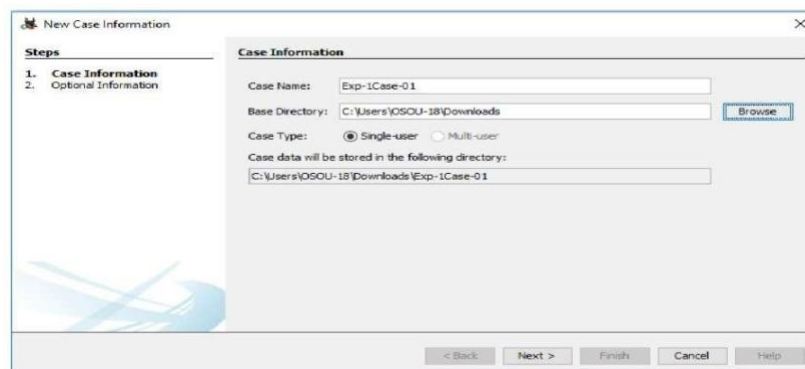 New Case Information
Steps
1. Case Information
2. Optional Information
Case Information
Case Name: Exp-1Case-01
Base Directory: C:\Users\OSOU-18\Downloads Browse
Case Type: Single-user Multi-user
Case data will be stored in the following directory:
C:\Users\OSOU-18\Downloads\Exp-1Case-01
< Back Next > Finish Cancel Help